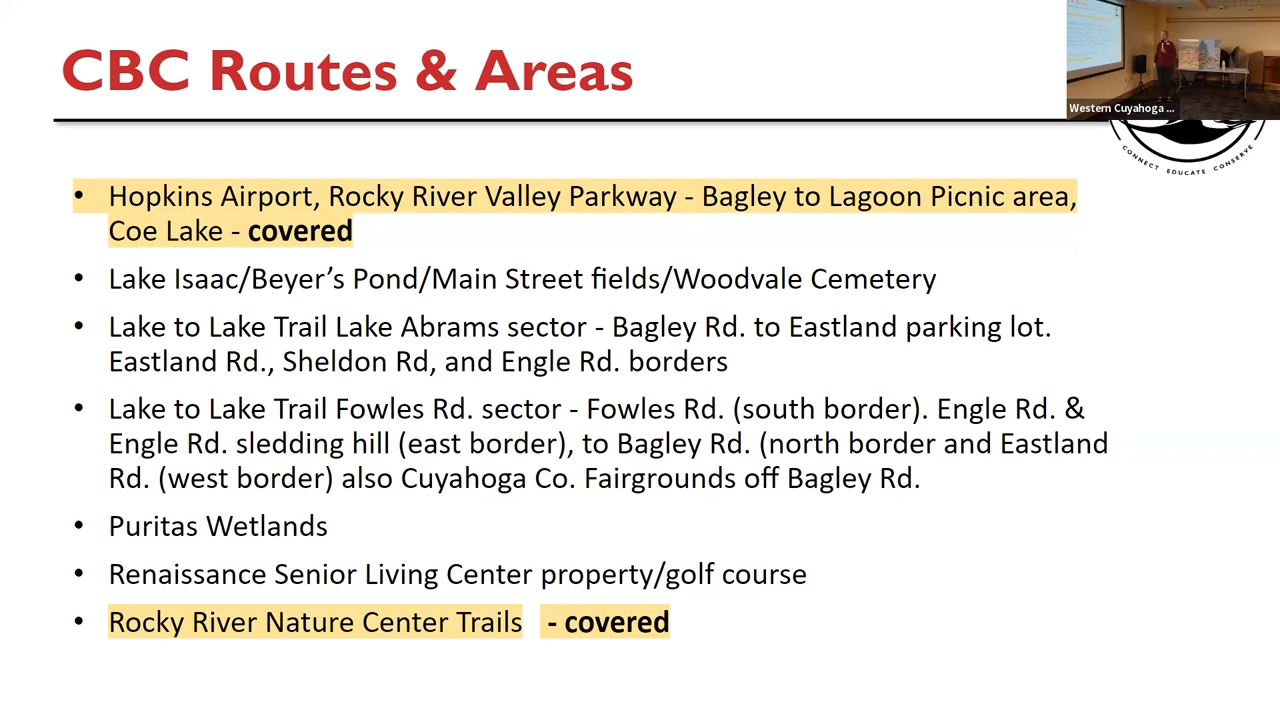 CBC Routes & Areas
Western Cuyahoga ...
CONNECT EDUCATE CONSERVE
• Hopkins Airport, Rocky River Valley Parkway - Bagley to Lagoon Picnic area,
Coe Lake - covered
• Lake Isaac/Beyer’s Pond/Main Street fields/Woodvale Cemetery
• Lake to Lake Trail Lake Abrams sector - Bagley Rd. to Eastland parking lot.
Eastland Rd., Sheldon Rd, and Engle Rd. borders
• Lake to Lake Trail Fowles Rd. sector - Fowles Rd. (south border). Engle Rd. &
Engle Rd. sledding hill (east border), to Bagley Rd. (north border and Eastland
Rd. (west border) also Cuyahoga Co. Fairgrounds off Bagley Rd.
• Puritas Wetlands
• Renaissance Senior Living Center property/golf course
• Rocky River Nature Center Trails - covered